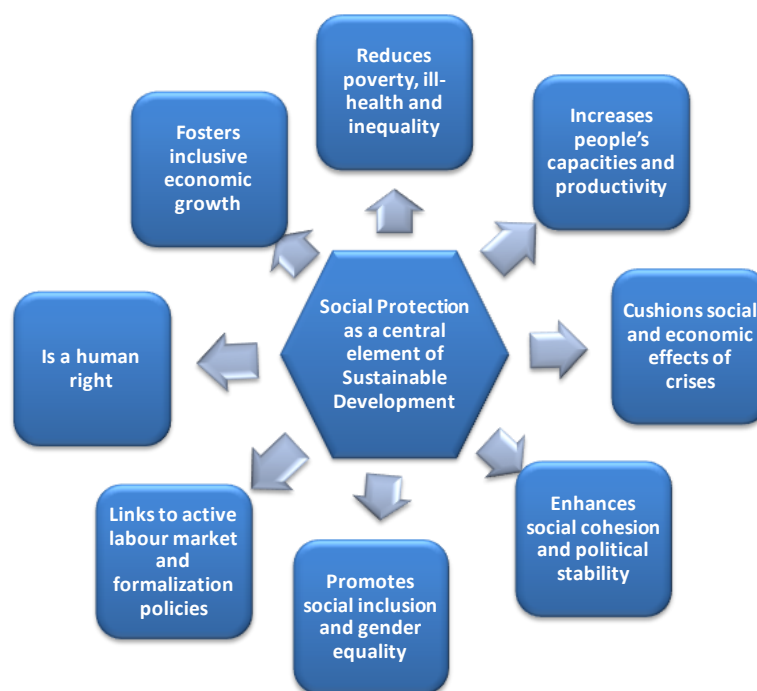 Reduces
poverty, ill-
health and
inequality
Increases
people's
capacities and
productivity
Cushions social
and economic
effects of
crises
Enhances
social cohesion
and political
stability
Promotes
social inclusion
and gender
equality
Links to active
labour market
and
formalization
policies
Is a human
right
Fosters
inclusive
economic
growth
Social Protection
as a central
element of
Sustainable
Development